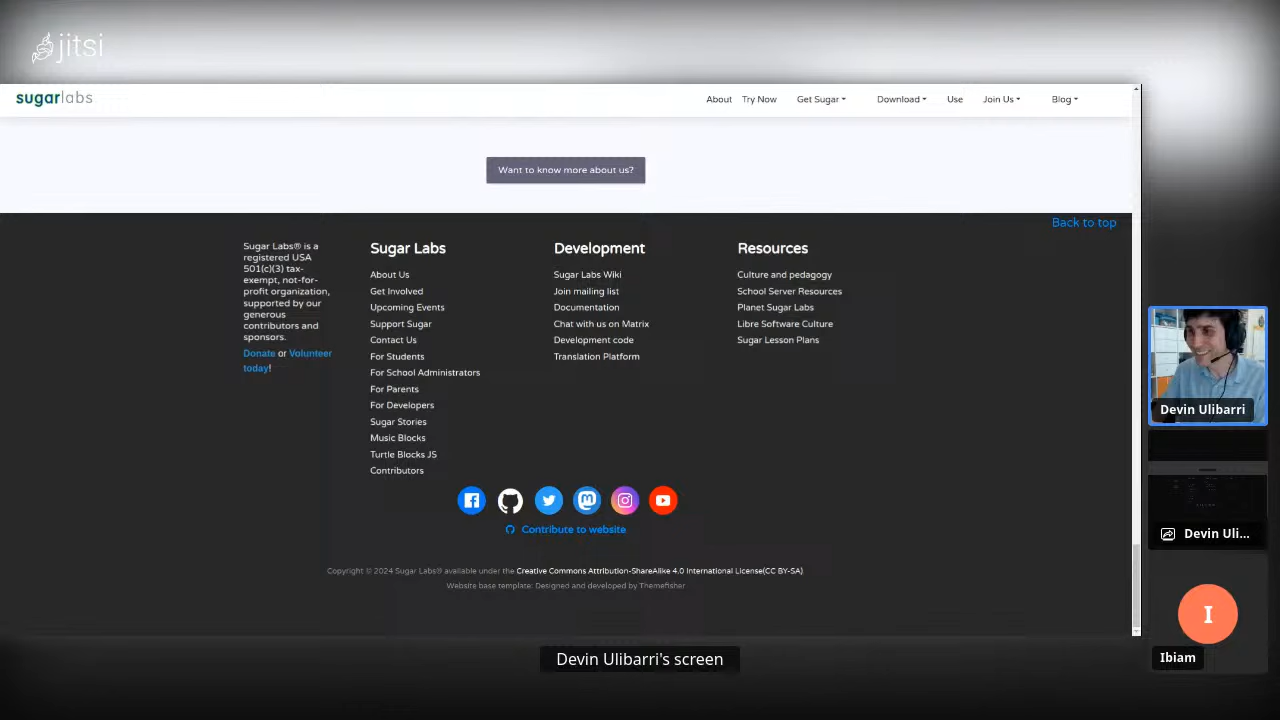 jitsi
sugarlabs
About Try Now Get Sugar Download Use Join Us Blog
Want to know more about us?
Back to top
Sugar Labs® is a
registered USA
501(c)(3) tax-
exempt, not-for-
profit organization,
supported by our
generous
contributors and
sponsors.
Donate or Volunteer
today!
Sugar Labs
About Us
Get Involved
Upcoming Events
Support Sugar
Contact Us
For Students
For School Administrators
For Parents
For Developers
Sugar Stories
Music Blocks
Turtle Blocks JS
Contributors
Development
Sugar Labs Wiki
Join mailing list
Documentation
Chat with us on Matrix
Development code
Translation Platform
Resources
Culture and pedagogy
School Server Resources
Planet Sugar Labs
Libre Software Culture
Sugar Lesson Plans
Contribute to website
Copyright © 2024 Sugar Labs® available under the Creative Commons Attribution-ShareAlike 4.0 International License(CC BY-SA)
Website base template: Designed and developed by Themefisher
Devin Ulibarri
Devin Uli...
I
Ibiam
Devin Ulibarri's screen